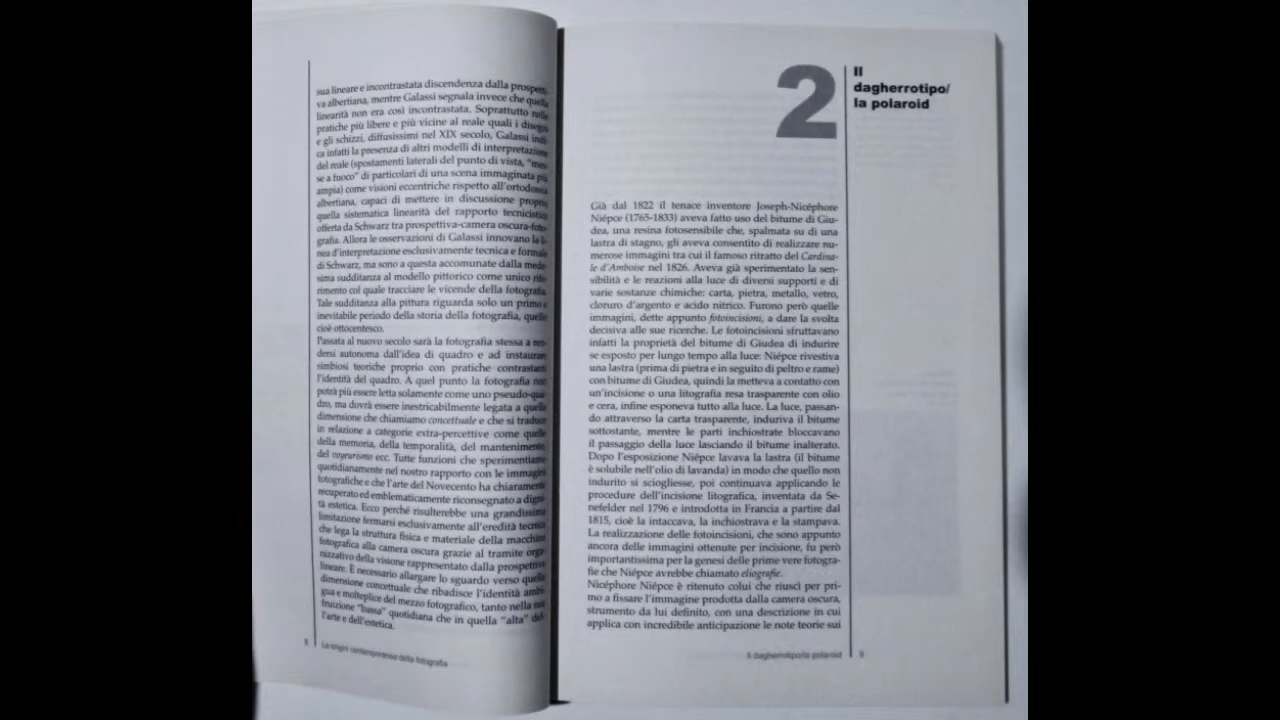 sua lineare e incontrastata discendenza dalla prospetti-
va albertiana, mentre Galassi segnala invece che quella
linearità non era così incontrastata. Soprattutto nelle
pratiche più libere e più vicine al reale quali i disegni
e gli schizzi, diffusissimi nel XIX secolo, Galassi indi-
ca infatti la presenza di altri modelli di interpretazione
del reale (spostamenti laterali del punto di vista, "mes-
se a fuoco" di particolari di una scena immaginata più
ampia) come visioni eccentriche rispetto all'ortodossia
albertiana, capaci di mettere in discussione proprio
quella sistematica linearità del rapporto tecnicistico
offerta da Schwarz tra prospettiva-camera oscura-foto-
grafia. Allora le osservazioni di Galassi innovano la li-
nea d'interpretazione esclusivamente tecnica e formale
di Schwarz, ma sono a questa accomunate dalla mede-
sima sudditanza al modello pittorico come unico rife-
rimento col quale tracciare le vicende della fotografia.
Tale sudditanza alla pittura riguarda solo un primo e
inevitabile periodo della storia della fotografia, quello
cioè ottocentesco.
Passata al nuovo secolo sarà la fotografia stessa a ren-
dersi autonoma dall'idea di quadro e ad instaurare
simbiosi teoriche proprio con pratiche contrastanti
l'identità del quadro. A quel punto la fotografia non
potrà più essere letta solamente come uno pseudo-qua-
dro, ma dovrà essere inestricabilmente legata a quella
dimensione che chiamiamo concettuale e che si traduce
in relazione a categorie extra-percettive come quelle
della memoria, della temporalità, del mantenimento,
del voyeurismo ecc. Tutte funzioni che sperimentiamo
quotidianamente nel nostro rapporto con le immagini
fotografiche e che l'arte del Novecento ha chiaramente
recuperato ed emblematicamente riconsegnato a digni-
tà estetica. Ecco perché risulterebbe una grandissima
limitazione fermarsi esclusivamente all'eredità tecnica
che lega la struttura fisica e materiale della macchina
fotografica alla camera oscura grazie al tramite orga-
nizzativo della visione rappresentato dalla prospettiva
lineare. È necessario allargare lo sguardo verso quella
dimensione concettuale che ribadisce l'identità ambi-
gua e molteplice del mezzo fotografico, tanto nella sua
fruizione "bassa" quotidiana che in quella "alta" del-
l'arte e dell'estetica.
8 Le origini contemporanee della fotografia
2
Il
dagherrotipo/
la polaroid
Già dal 1822 il tenace inventore Joseph-Nicéphore
Niépce (1765-1833) aveva fatto uso del bitume di Giu-
dea, una resina fotosensibile che, spalmata su di una
lastra di stagno, gli aveva consentito di realizzare nu-
merose immagini tra cui il famoso ritratto del Cardina-
le d'Amboise nel 1826. Aveva già sperimentato la sen-
sibilità e le reazioni alla luce di diversi supporti e di
varie sostanze chimiche: carta, pietra, metallo, vetro,
cloruro d'argento e acido nitrico. Furono però quelle
immagini, dette appunto fotoincisioni, a dare la svolta
decisiva alle sue ricerche. Le fotoincisioni sfruttavano
infatti la proprietà del bitume di Giudea di indurire
se esposto per lungo tempo alla luce: Niépce rivestiva
una lastra (prima di pietra e in seguito di peltro e rame)
con bitume di Giudea, quindi la metteva a contatto con
un'incisione o una litografia resa trasparente con olio
e cera, infine esponeva tutto alla luce. La luce, passan-
do attraverso la carta trasparente, induriva il bitume
sottostante, mentre le parti inchiostrate bloccavano
il passaggio della luce lasciando il bitume inalterato.
Dopo l'esposizione Niépce lavava la lastra (il bitume
è solubile nell'olio di lavanda) in modo che quello non
indurito si sciogliesse, poi continuava applicando le
procedure dell'incisione litografica, inventata da Se-
nefelder nel 1796 e introdotta in Francia a partire dal
1815, cioè la intaccava, la inchiostrava e la stampava.
La realizzazione delle fotoincisioni, che sono appunto
ancora delle immagini ottenute per incisione, fu però
importantissima per la genesi delle prime vere fotogra-
fie che Niépce avrebbe chiamato eliografie.
Nicéphore Niépce è ritenuto colui che riuscì per pri-
mo a fissare l'immagine prodotta dalla camera oscura,
strumento da lui definito, con una descrizione in cui
applica con incredibile anticipazione le note teorie sui
Il dagherrotipo/la polaroid 9